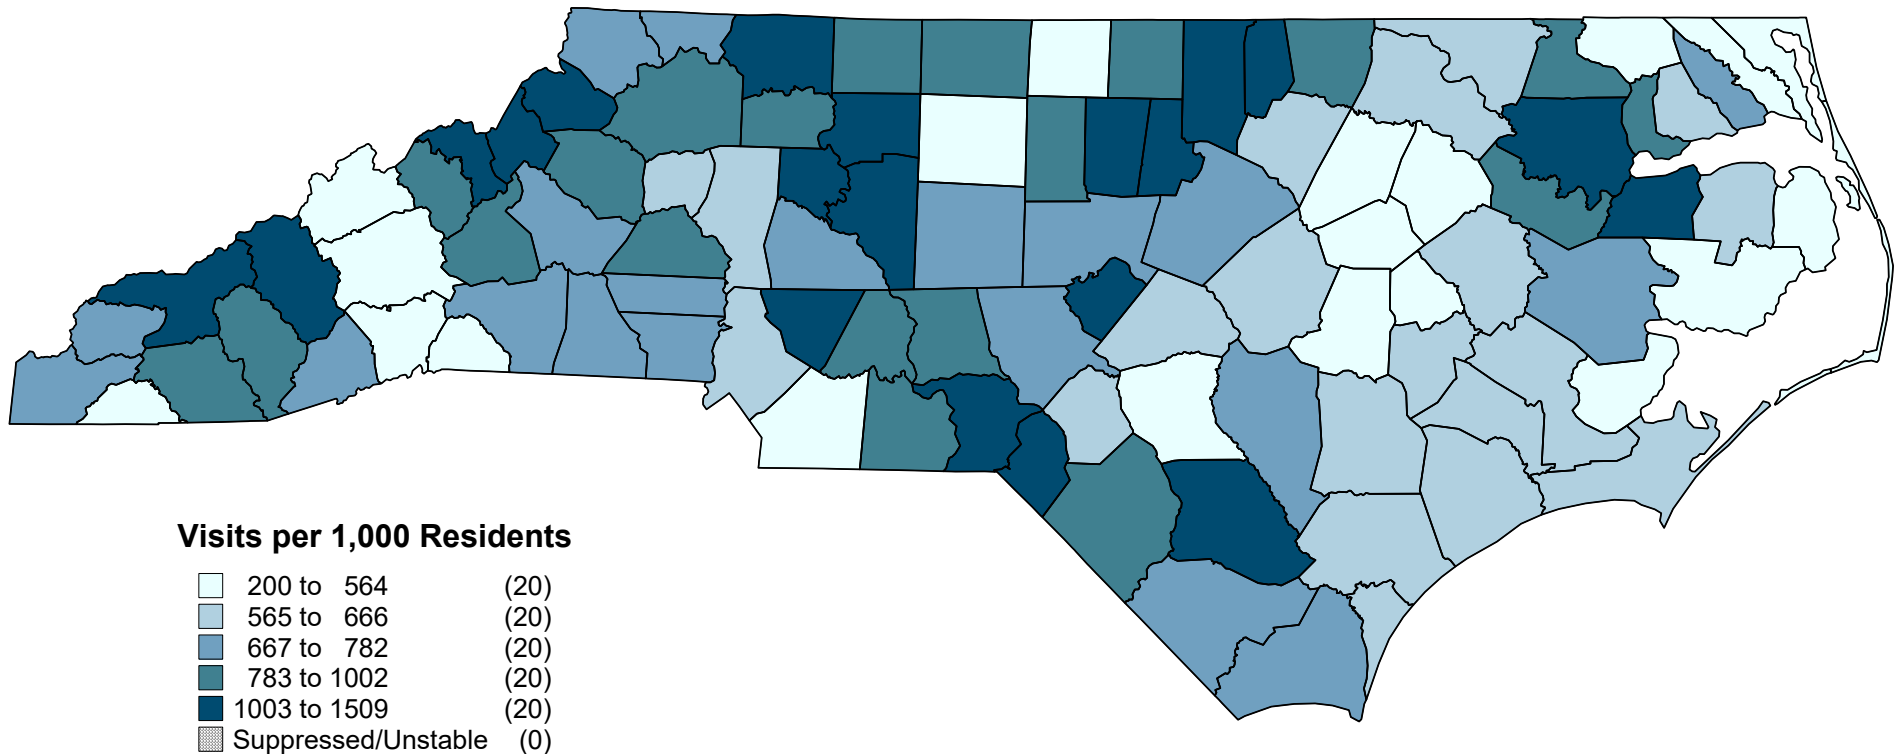 Visits per 1,000 Residents
200 to 564 (20)
565 to 666 (20)
667 to 782 (20)
783 to 1002 (20)
1003 to 1509 (20)
Suppressed/Unstable (0)